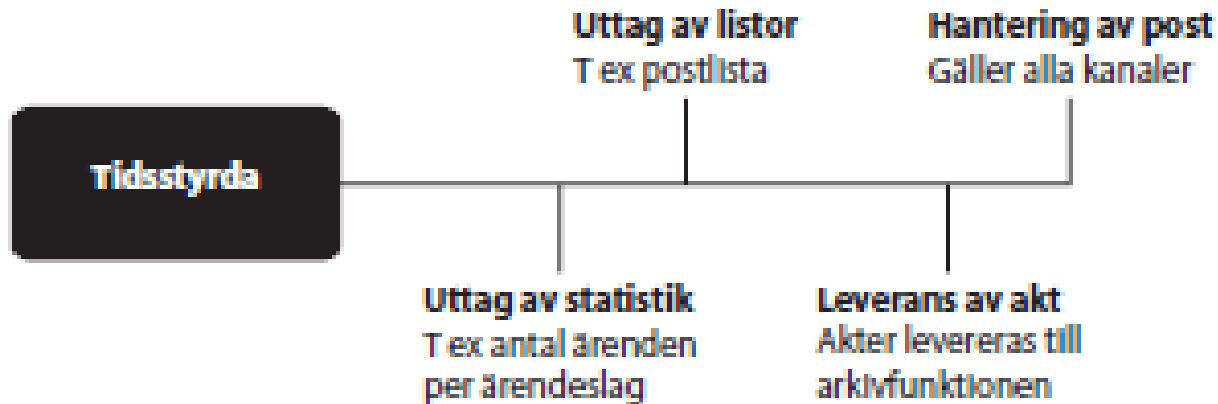 Uttag av listor
T ex postlista
Hantering av post
Gäller alla kanaler
Tidsstyrda
Uttag av statistik
T ex antal ärenden
per ärendeslag
Leverans av akt
Akter levereras till
arkivfunktionen